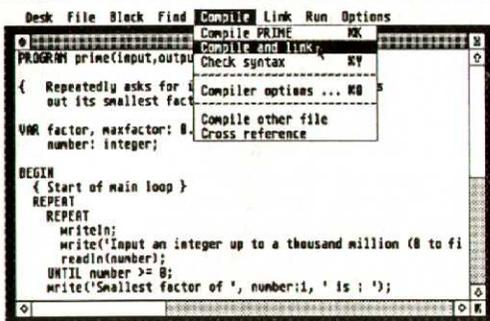 Desk File Block Find Compile Link Run Options
Compile PRIME ⌘K
Compile and link
Check syntax ⌘Y
Compiler options ... ⌘O
Compile other file
Cross reference
PROGRAM prime(input,outpu
{ Repeatedly asks for i s
out its smallest fact
VAR factor, maxfactor: 0.
number: integer;
BEGIN
{ Start of main loop }
REPEAT
REPEAT
writeln;
write('Input an integer up to a thousand million (0 to fi
readln(number);
UNTIL number >= 0;
write('Smallest factor of ', number:1, ' is : ');